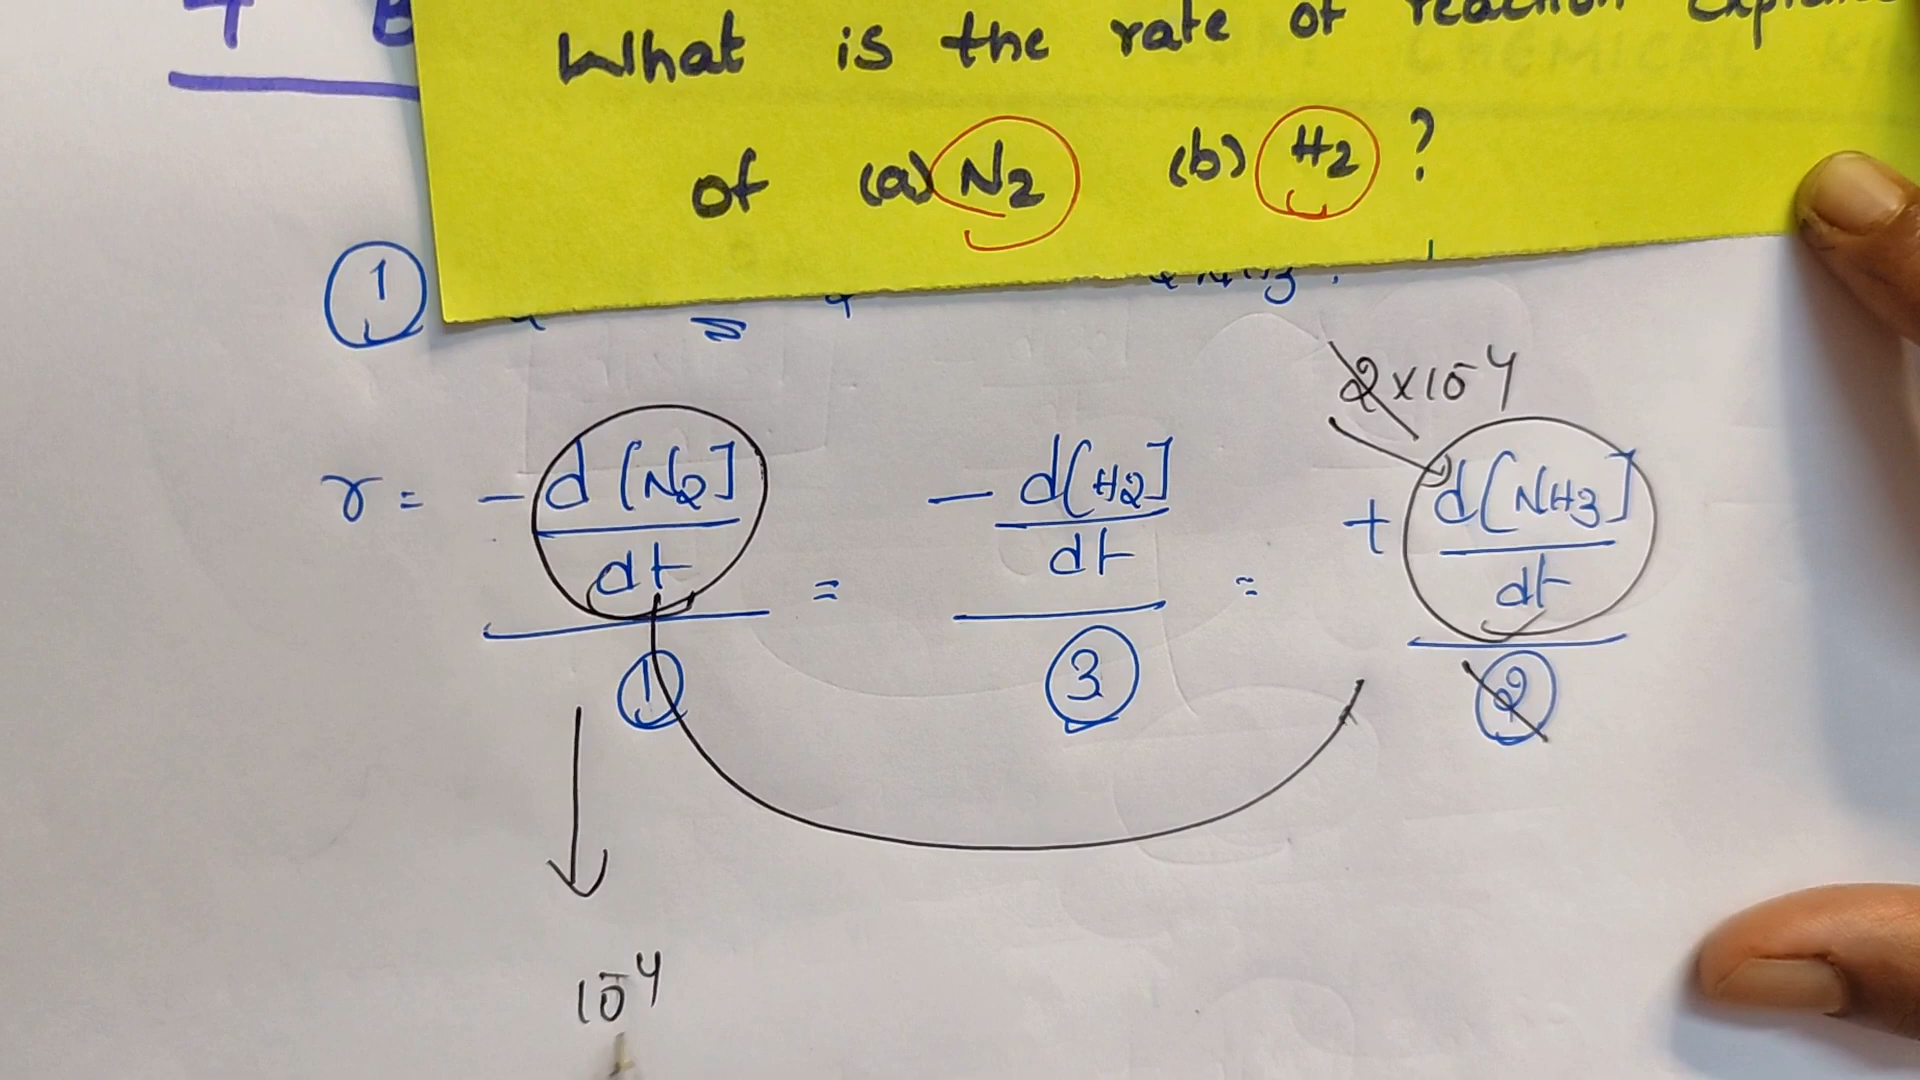 What is the rate of reaction
of (a) N2 (b) H2 ?
1
2 x 10-4
r = - d[N2]/dt / 1 = - d[H2]/dt / 3 = + d[NH3]/dt / 2
10-4